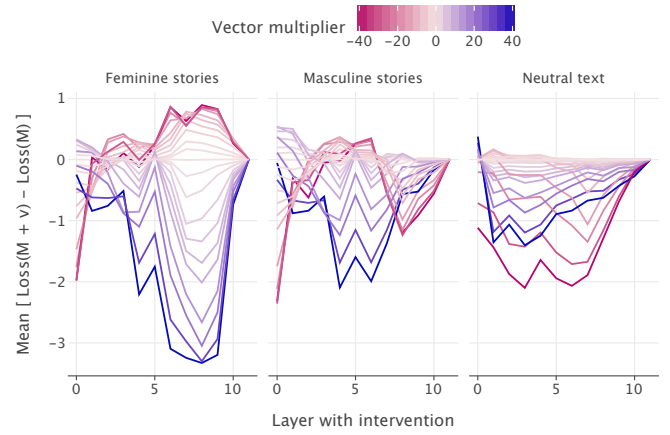 Vector multiplier
−40 −20 0 20 40
Feminine stories Masculine stories Neutral text
Mean [ Loss(M + v) − Loss(M) ]
1
0
−1
−2
−3
0 5 10 0 5 10 0 5 10
Layer with intervention